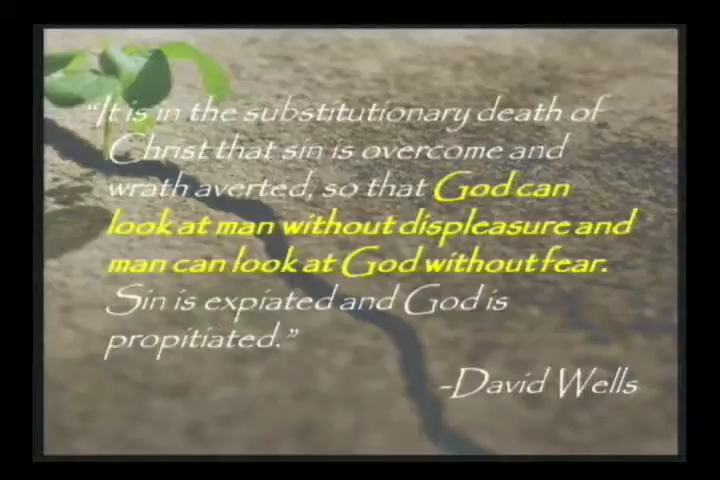 “It is in the substitutionary death of
Christ that sin is overcome and
wrath averted, so that God can
look at man without displeasure and
man can look at God without fear.
Sin is expiated and God is
propitiated.”
-David Wells